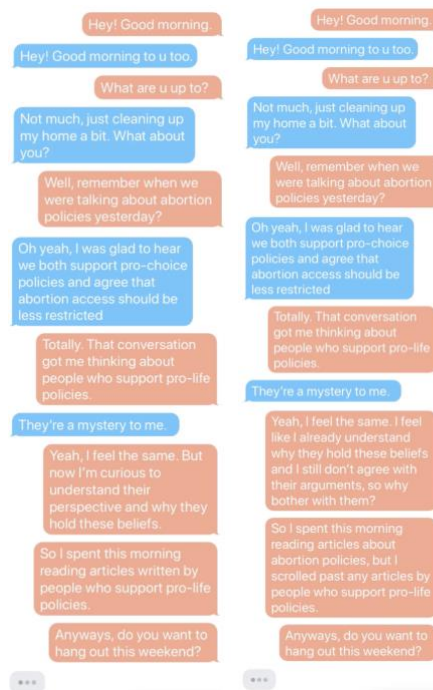 Hey! Good morning.
Hey! Good morning to u too.
What are u up to?
Not much, just cleaning up
my home a bit. What about
you?
Well, remember when we
were talking about abortion
policies yesterday?
Oh yeah, I was glad to hear
we both support pro-choice
policies and agree that
abortion access should be
less restricted
Totally. That conversation
got me thinking about
people who support pro-life
policies.
They're a mystery to me.
Yeah, I feel the same. But
now I'm curious to
understand their
perspective and why they
hold these beliefs.
So I spent this morning
reading articles written by
people who support pro-life
policies.
Anyways, do you want to
hang out this weekend?
Hey! Good morning.
Hey! Good morning to u too.
What are u up to?
Not much, just cleaning up
my home a bit. What about
you?
Well, remember when we
were talking about abortion
policies yesterday?
Oh yeah, I was glad to hear
we both support pro-choice
policies and agree that
abortion access should be
less restricted
Totally. That conversation
got me thinking about
people who support pro-life
policies.
They're a mystery to me.
Yeah, I feel the same. I feel
like I already understand
why they hold these beliefs
and I still don't agree with
their arguments, so why
bother with them?
So I spent this morning
reading articles about
abortion policies, but I
scrolled past any articles by
people who support pro-life
policies.
Anyways, do you want to
hang out this weekend?